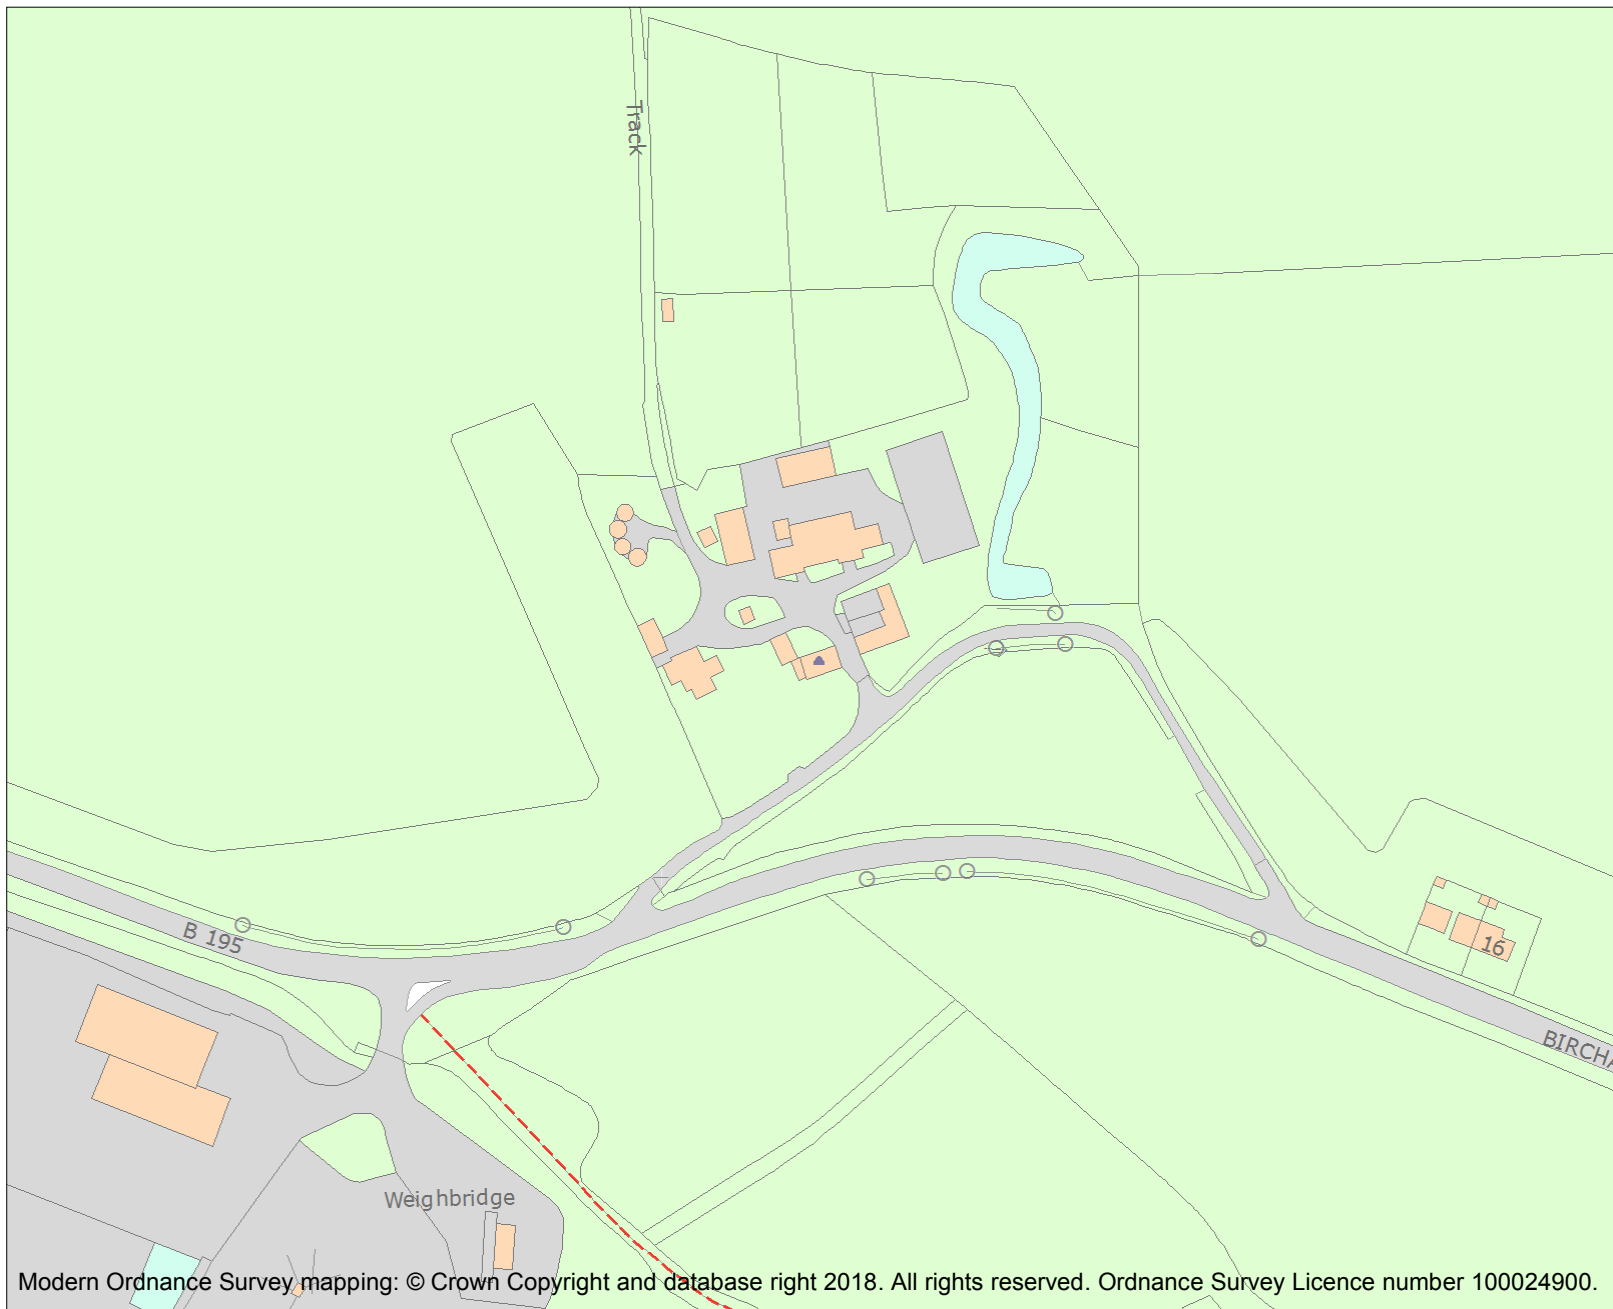 Track
B 195
16
BIRCHA
Weighbridge
Modern Ordnance Survey mapping: © Crown Copyright and database right 2018. All rights reserved. Ordnance Survey Licence number 100024900.